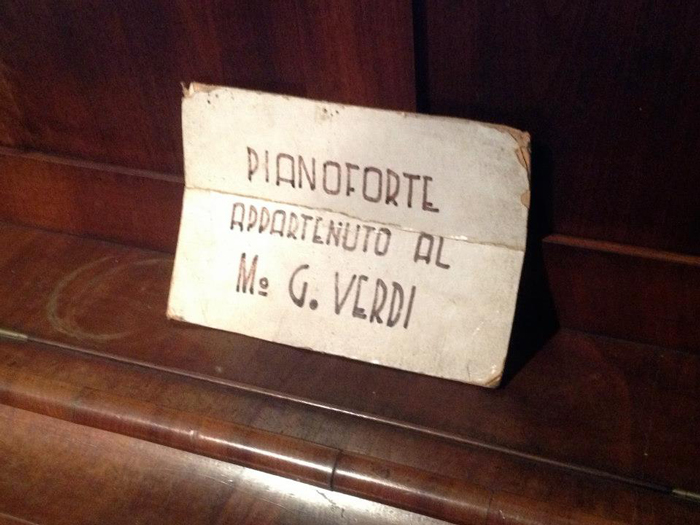 PIANOFORTE
APPARTENUTO AL
Mº G. VERDI